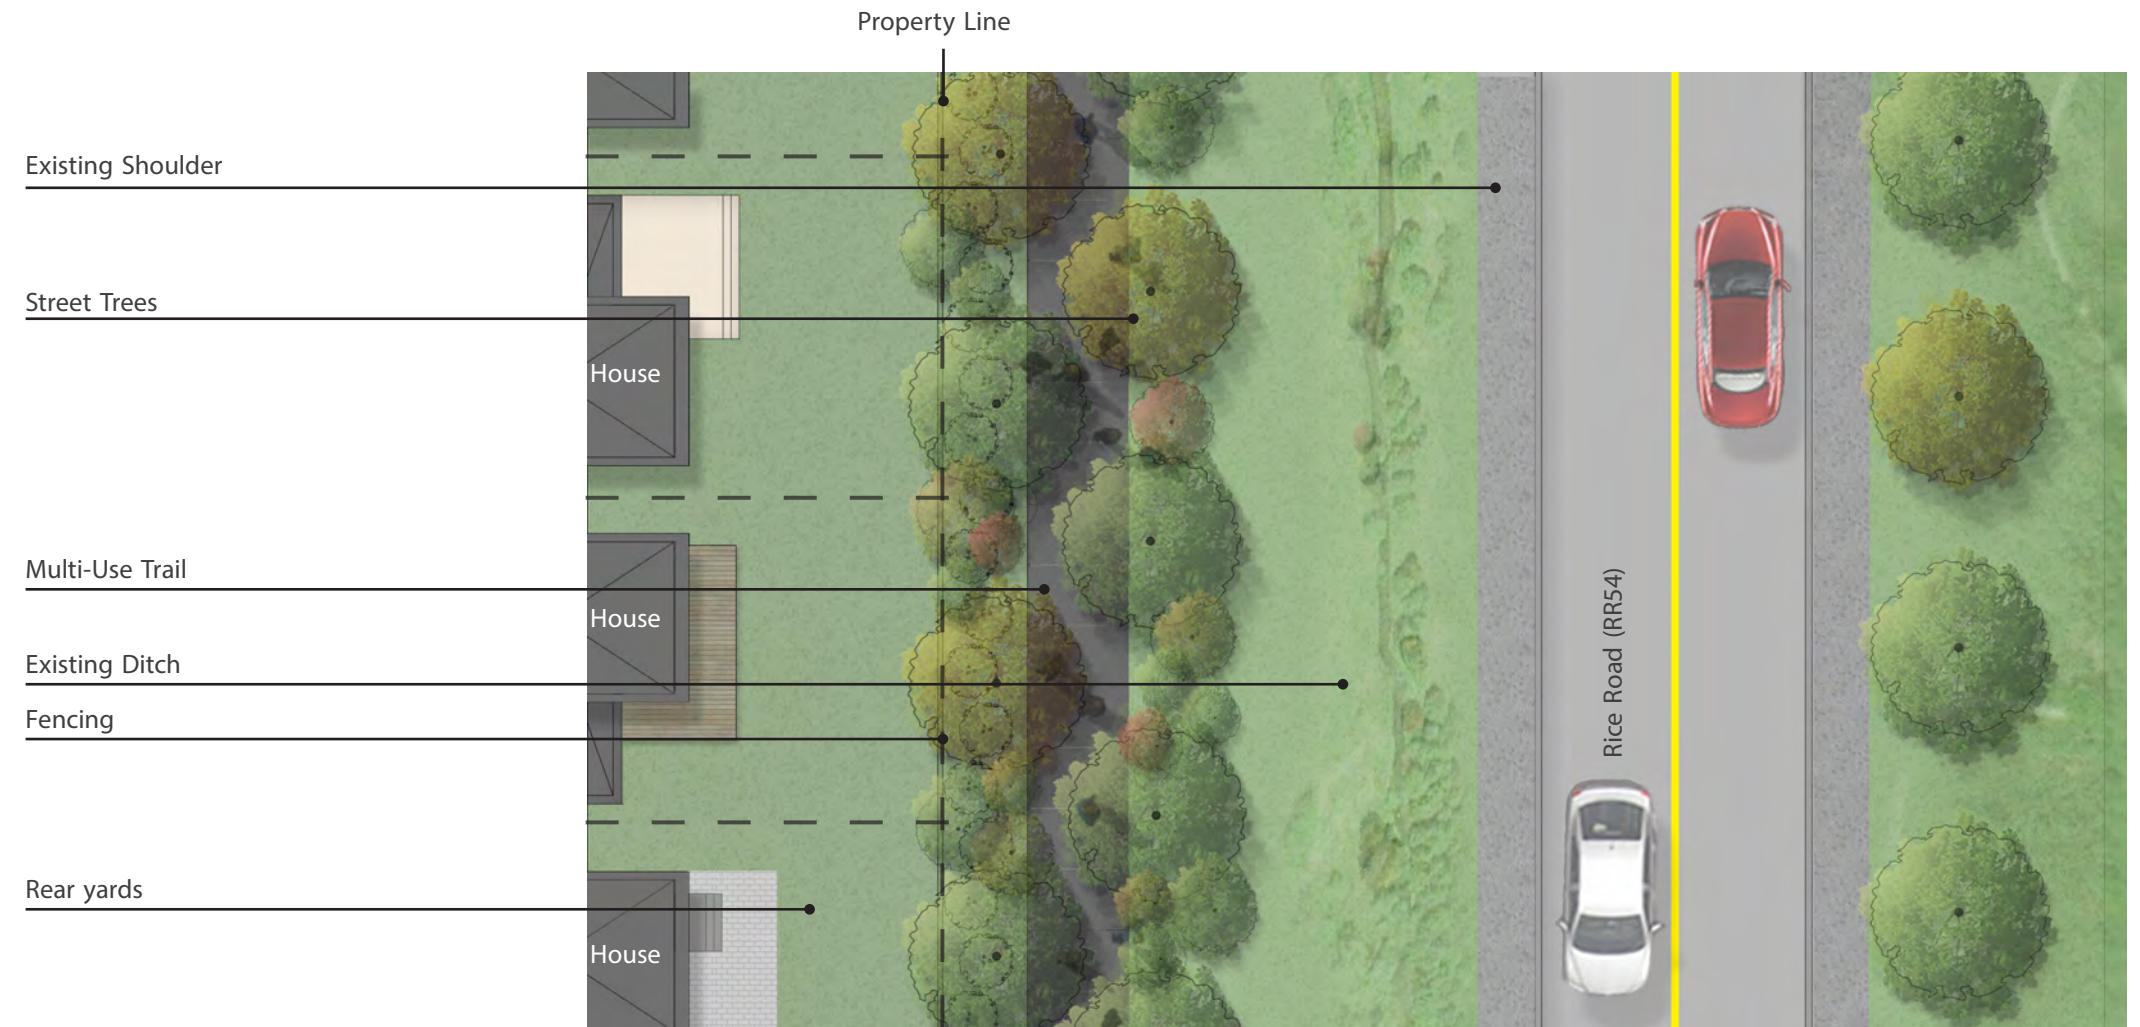 Property Line
Existing Shoulder
Street Trees
House
Multi-Use Trail
House
Existing Ditch
Rice Road (RR54)
Fencing
Rear yards
House